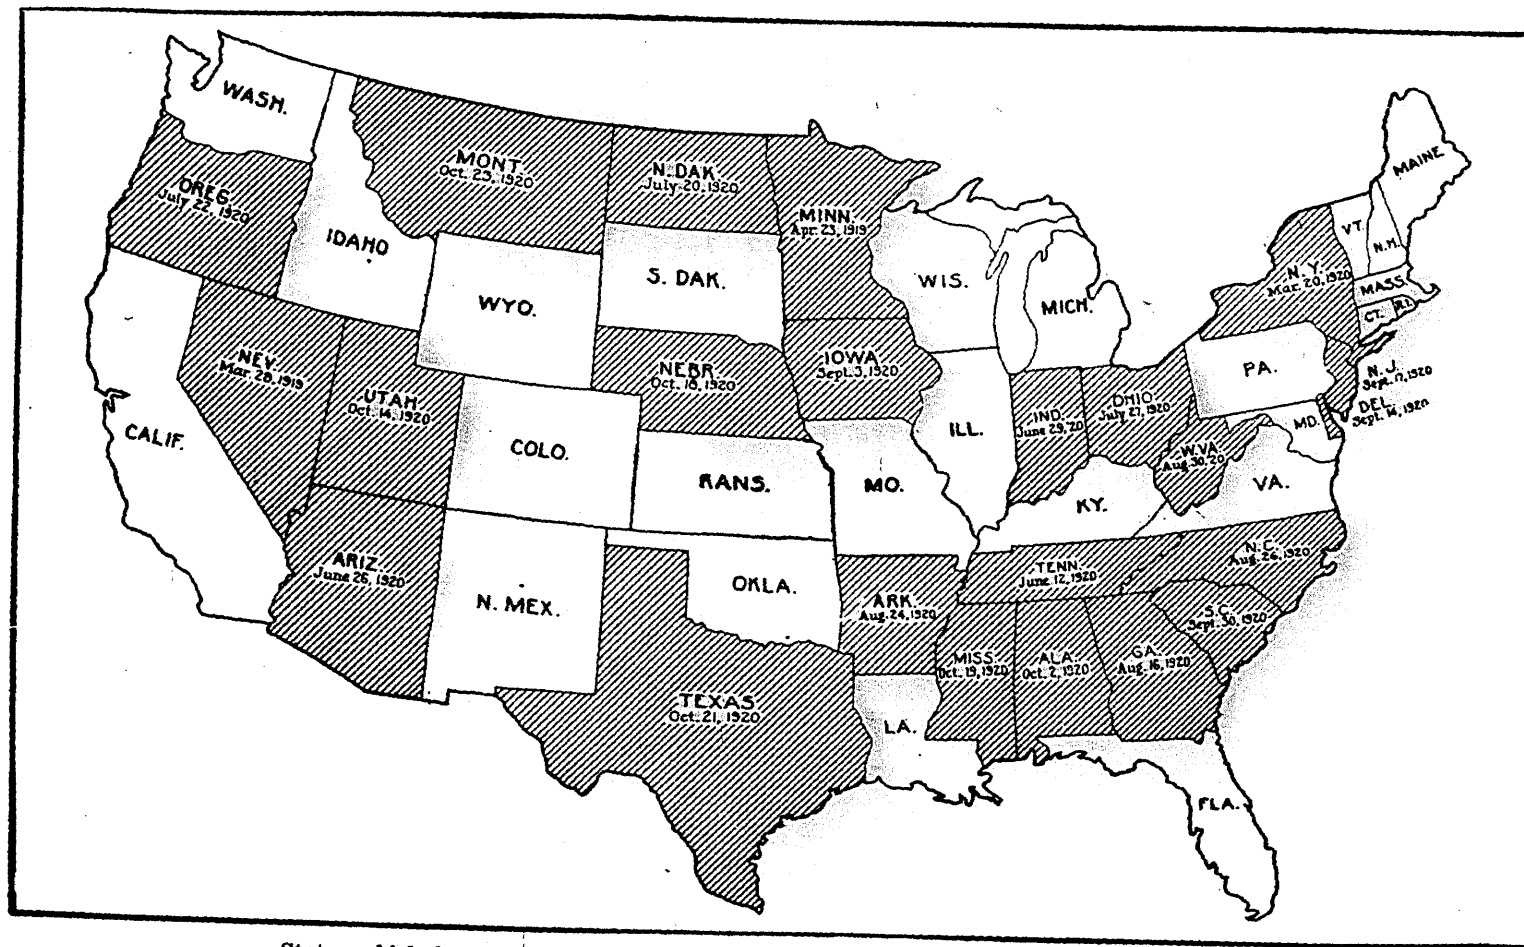 WASH.
MONT.
Oct. 23, 1920
N. DAK.
July 20, 1920
MINN.
Apr. 23, 1919
OREG.
July 22, 1920
IDAHO
WYO.
S. DAK.
WIS.
MICH.
MAINE
VT.
N.H.
N.Y.
Mar. 20, 1920
MASS.
CT.
R.I.
NEV.
Mar. 28, 1919
UTAH
Oct. 14, 1920
NEBR.
Oct. 18, 1920
IOWA
Sept. 3, 1920
PA.
N.J.
Sept. 17, 1920
DEL.
Sept. 14, 1920
MD.
CALIF.
COLO.
KANS.
MO.
ILL.
IND.
June 29, '20
OHIO
July 27, 1920
W.VA.
Aug. 30, 20
VA.
KY.
ARIZ.
June 26, 1920
N. MEX.
OKLA.
ARK.
Aug. 24, 1920
TENN.
June 12, 1920
N.C.
Aug. 26, 1920
S.C.
Sept. 30, 1920
MISS.
Oct. 19, 1920
ALA.
Oct. 2, 1920
GA.
Aug. 16, 1920
TEXAS
Oct. 21, 1920
LA.
FLA.